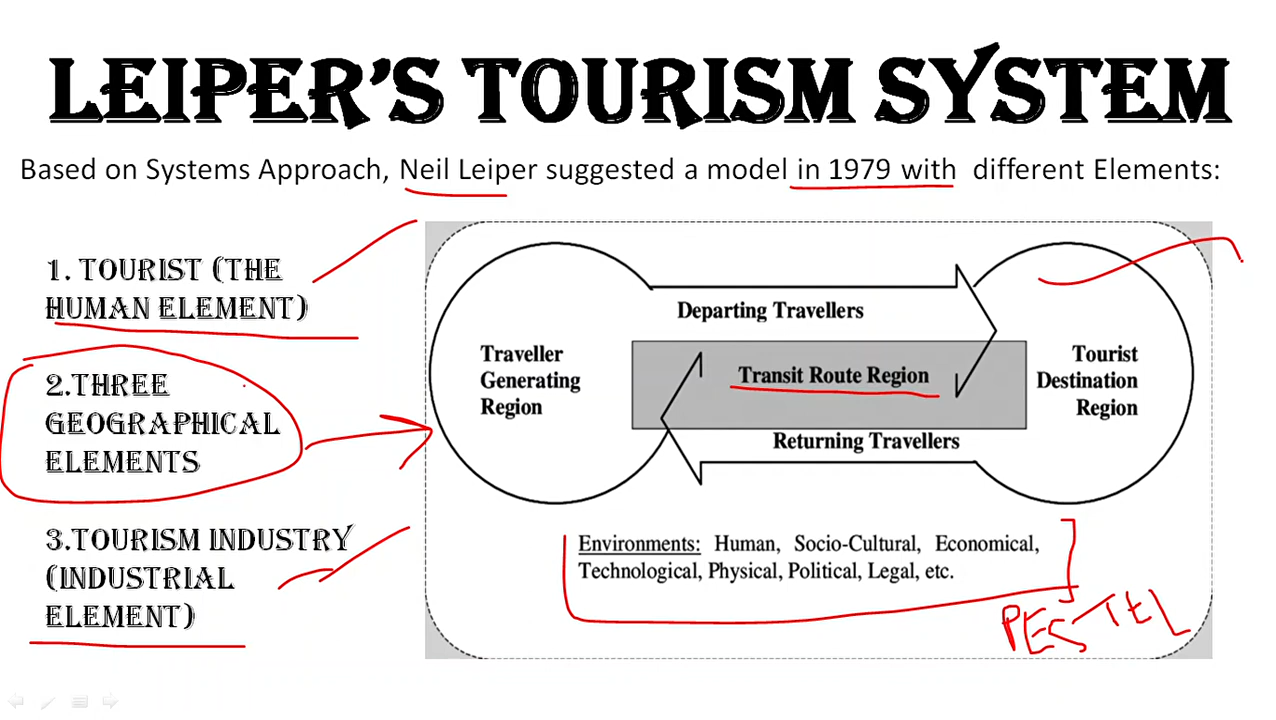 LEIPER'S TOURISM SYSTEM
Based on Systems Approach, Neil Leiper suggested a model in 1979 with different Elements:
1. TOURIST (THE
HUMAN ELEMENT)
2.THREE
GEOGRAPHICAL
ELEMENTS
3.TOURISM INDUSTRY
(INDUSTRIAL
ELEMENT)
Departing Travellers
Traveller
Generating
Region
Transit Route Region
Tourist
Destination
Region
Returning Travellers
Environments: Human, Socio-Cultural, Economical,
Technological, Physical, Political, Legal, etc.
PESTEL